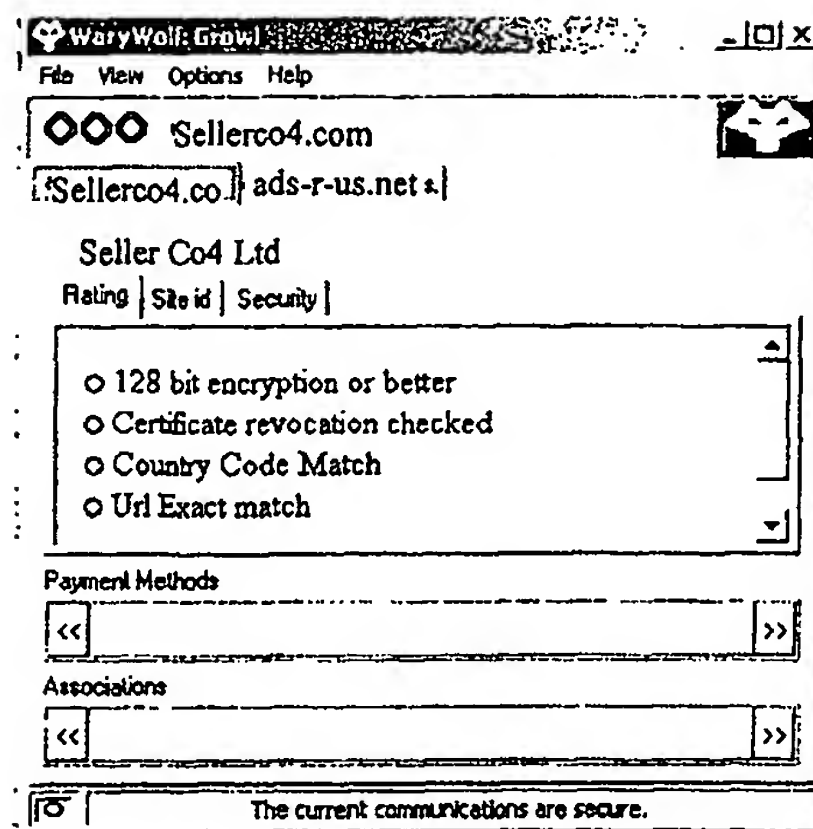 WaryWolf: Growl
File View Options Help
Sellerco4.com
Sellerco4.co ads-r-us.net
Seller Co4 Ltd
Rating Site id Security
128 bit encryption or better
Certificate revocation checked
Country Code Match
Url Exact match
Payment Methods
<< >>
Associations
<< >>
The current communications are secure.